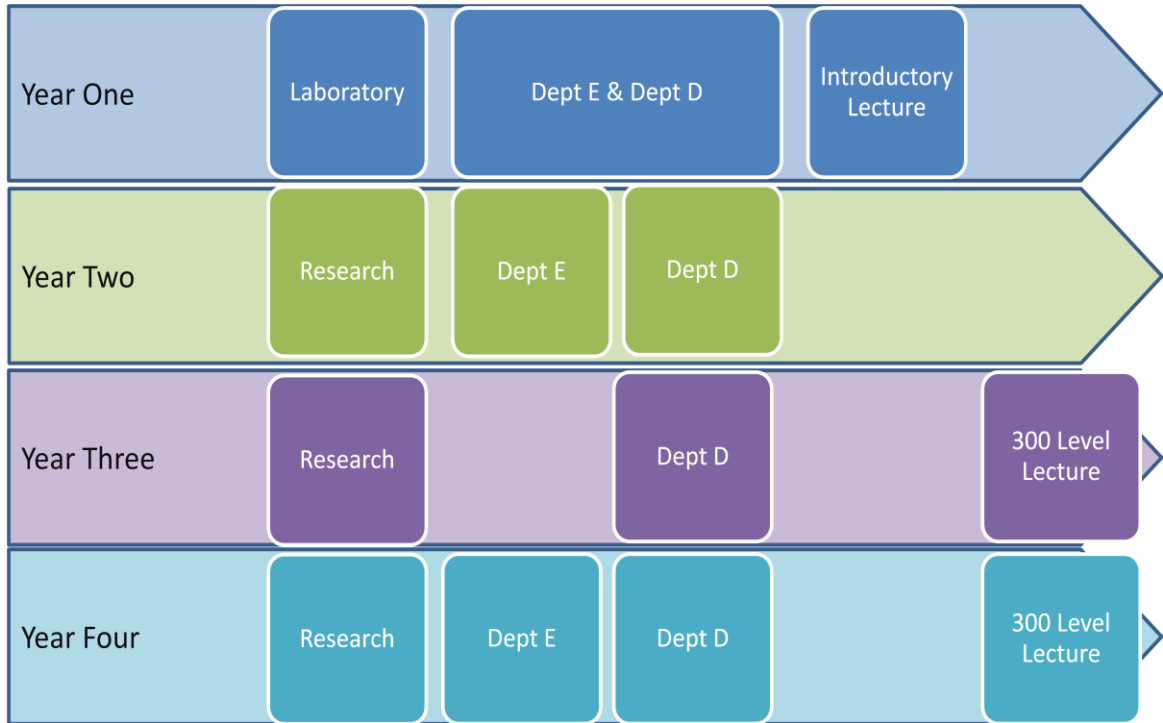 Year One
Laboratory
Dept E & Dept D
Introductory
Lecture
Year Two
Research
Dept E
Dept D
Year Three
Research
Dept D
300 Level
Lecture
Year Four
Research
Dept E
Dept D
300 Level
Lecture